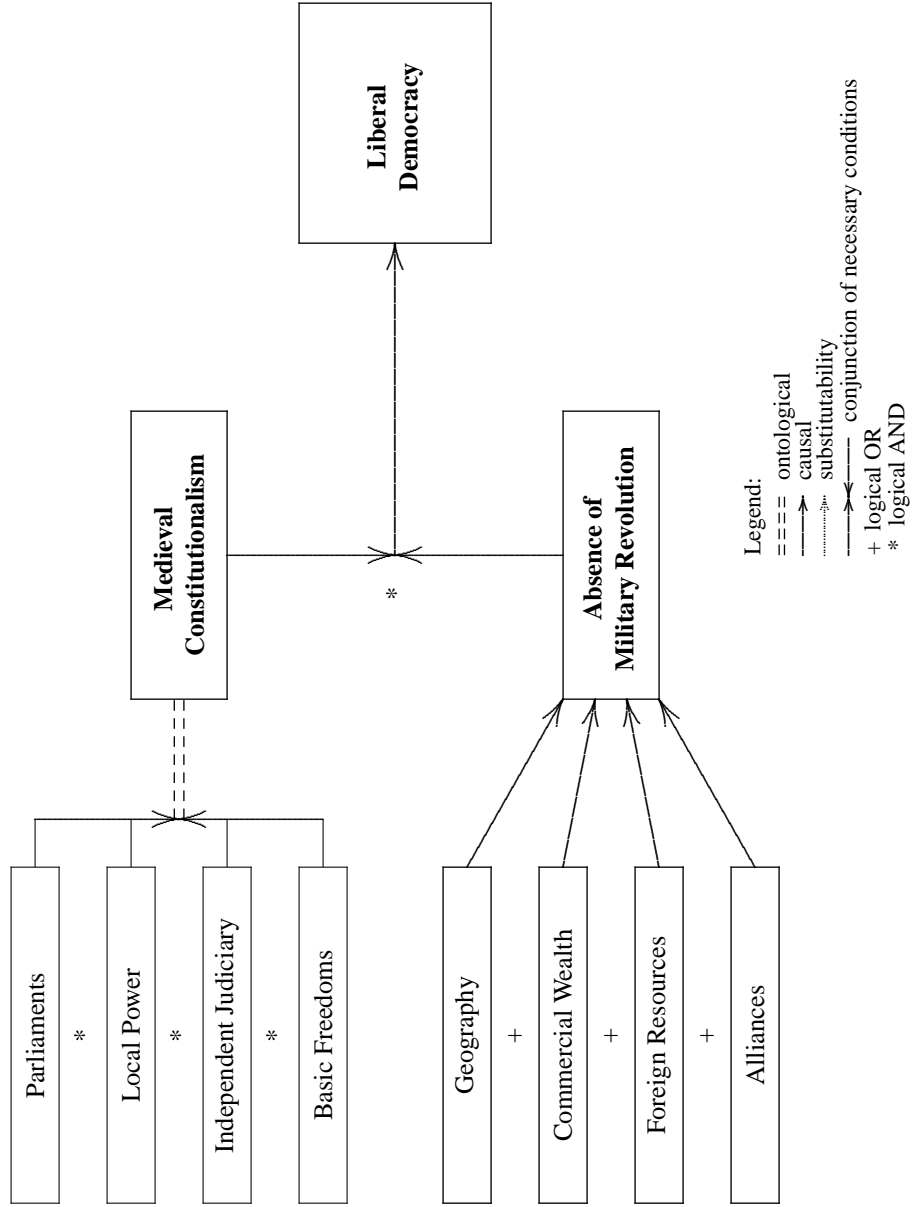 Parliaments
*
Local Power
*
Independent Judiciary
*
Basic Freedoms
Geography
+
Commercial Wealth
+
Foreign Resources
+
Alliances
Medieval
Constitutionalism
*
Absence of
Military Revolution
Liberal
Democracy
Legend:
ontological
causal
substitutability
conjunction of necessary conditions
+ logical OR
* logical AND